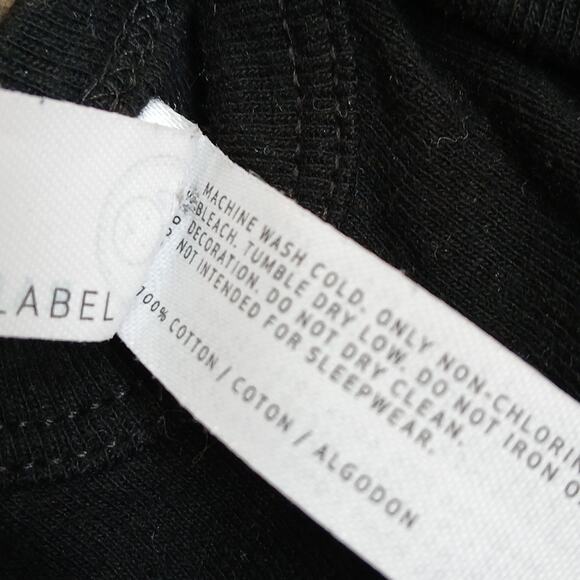 LABEL
MACHINE WASH COLD. ONLY NON-CHLORIN
BLEACH. TUMBLE DRY LOW. DO NOT IRON O
DECORATION. DO NOT DRY CLEAN.
NOT INTENDED FOR SLEEPWEAR.
100% COTTON / COTON / ALGODON